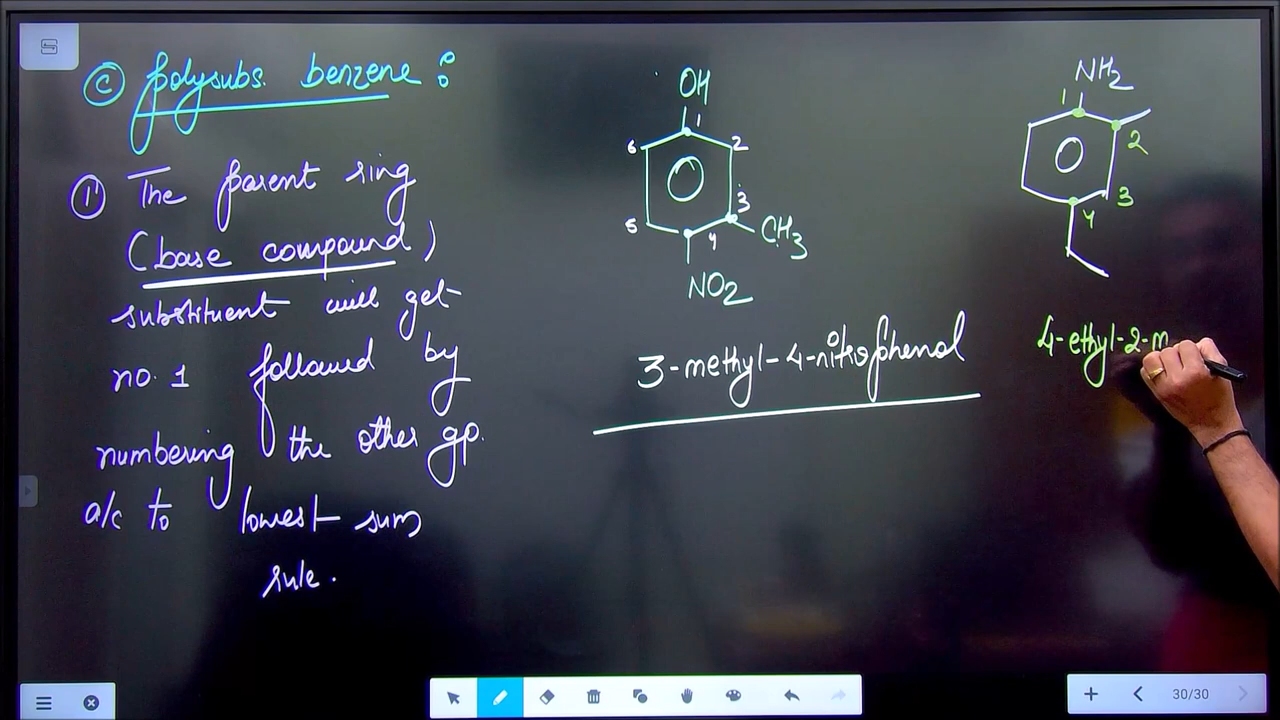 Ⓒ polysubs. benzene :
① The parent ring
(base compound)
substituent will get
no. 1 followed by
numbering the other gp.
a/c to lowest sum
rule.
OH
1
6 2
5 3
4 CH3
NO2
3-methyl-4-nitrophenol
NH2
1
2
3
4
4-ethyl-2-m
30/30